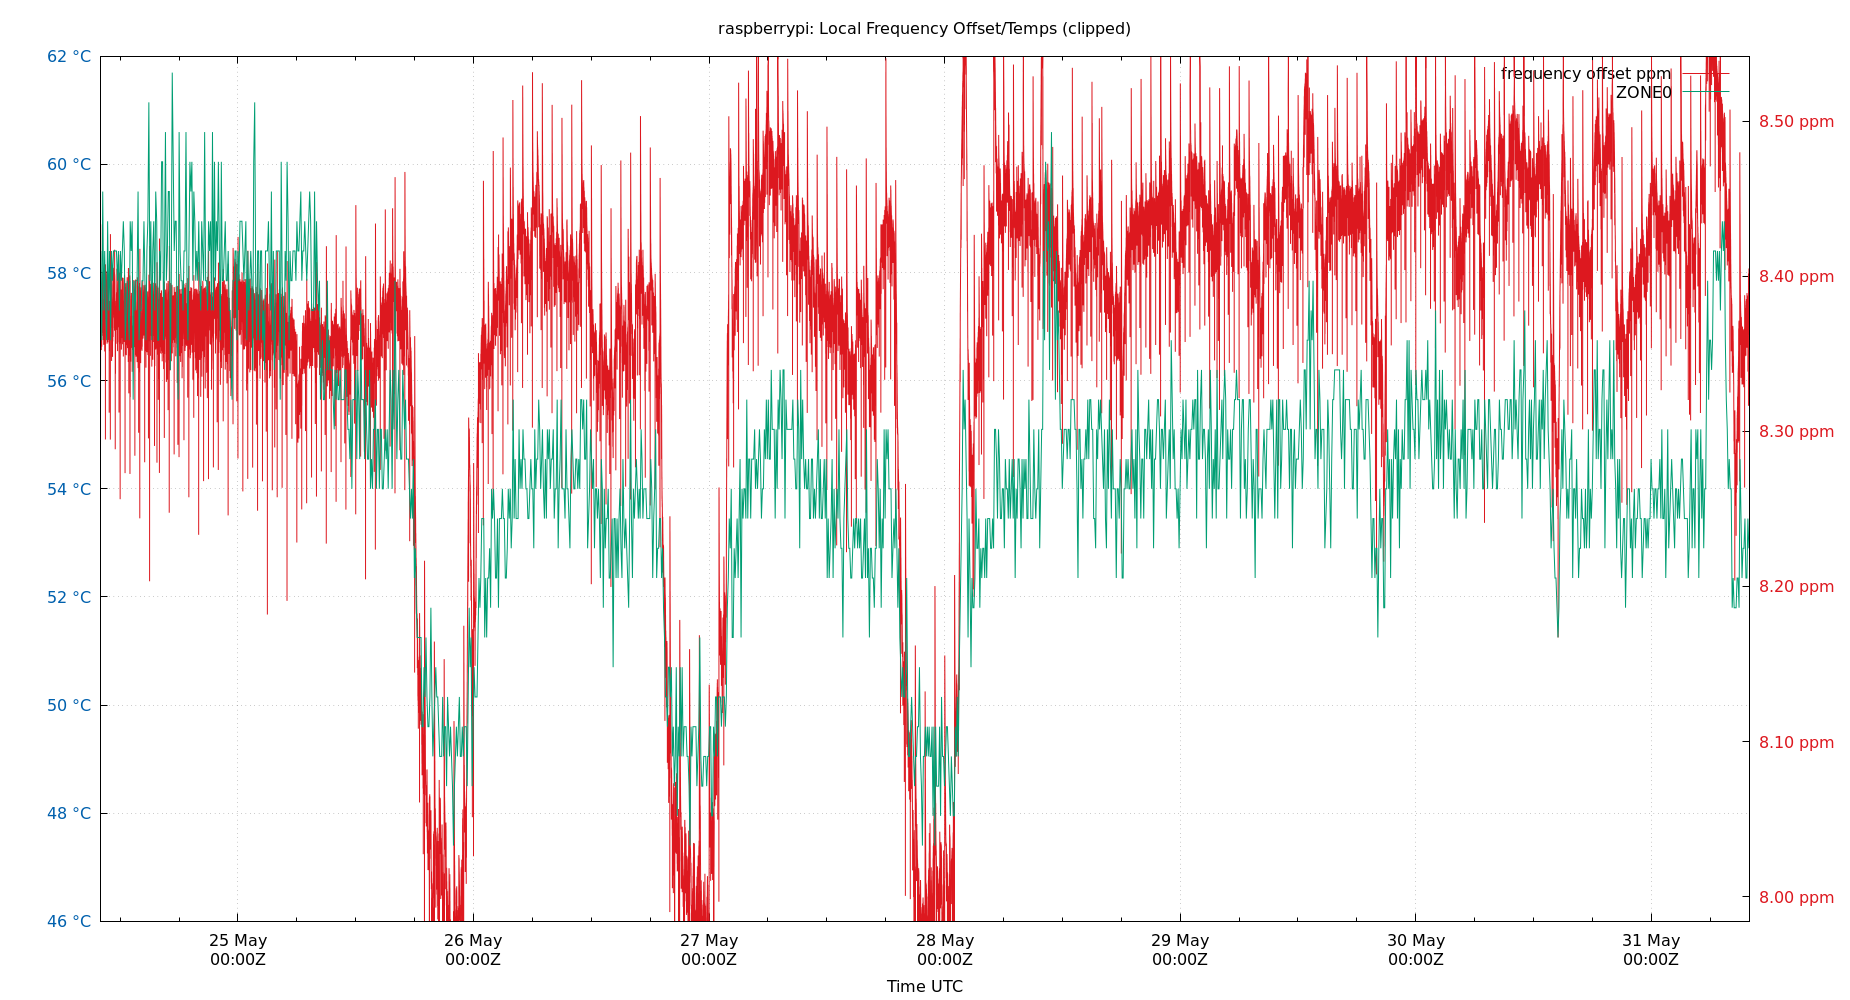 raspberrypi: Local Frequency Offset/Temps (clipped)
62 °C
60 °C
58 °C
56 °C
54 °C
52 °C
50 °C
48 °C
46 °C
frequency offset ppm
ZONE0
8.50 ppm
8.40 ppm
8.30 ppm
8.20 ppm
8.10 ppm
8.00 ppm
25 May 26 May 27 May 28 May 29 May 30 May 31 May
00:00Z 00:00Z 00:00Z 00:00Z 00:00Z 00:00Z 00:00Z
Time UTC